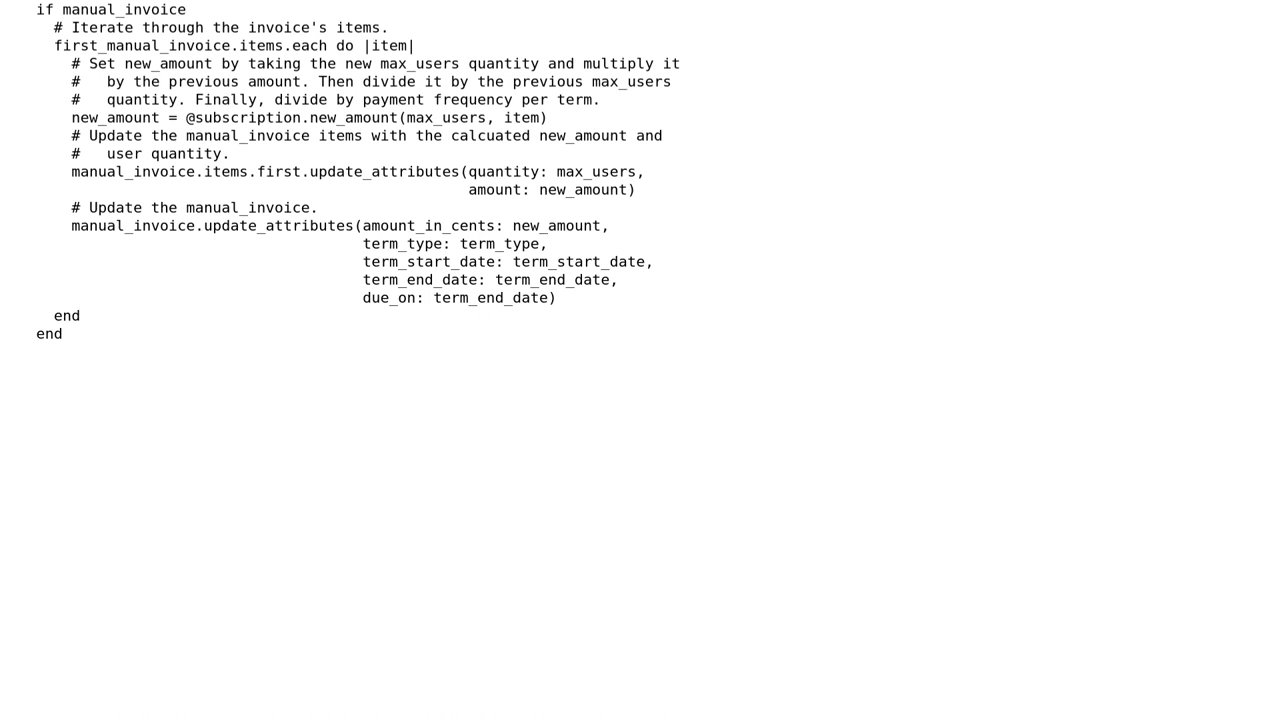 if manual_invoice
  # Iterate through the invoice's items.
  first_manual_invoice.items.each do |item|
    # Set new_amount by taking the new max_users quantity and multiply it
    #   by the previous amount. Then divide it by the previous max_users
    #   quantity. Finally, divide by payment frequency per term.
    new_amount = @subscription.new_amount(max_users, item)
    # Update the manual_invoice items with the calcuated new_amount and
    #   user quantity.
    manual_invoice.items.first.update_attributes(quantity: max_users,
                                                 amount: new_amount)
    # Update the manual_invoice.
    manual_invoice.update_attributes(amount_in_cents: new_amount,
                                     term_type: term_type,
                                     term_start_date: term_start_date,
                                     term_end_date: term_end_date,
                                     due_on: term_end_date)
  end
end